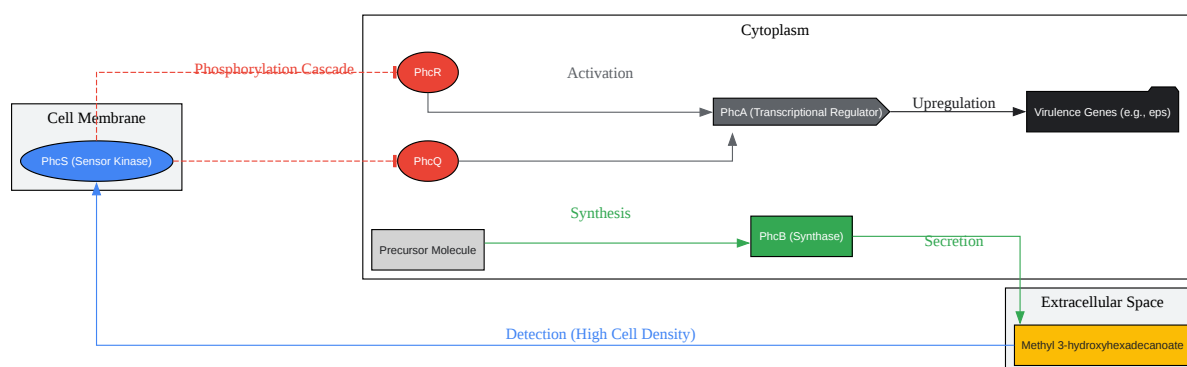 Cytoplasm
Phosphorylation Cascade
PhcR
Activation
PhcA (Transcriptional Regulator)
Upregulation
Virulence Genes (e.g., eps)
Cell Membrane
PhcS (Sensor Kinase)
PhcQ
Synthesis
Precursor Molecule
PhcB (Synthase)
Secretion
Extracellular Space
Detection (High Cell Density)
Methyl 3-hydroxyhexadecanoate